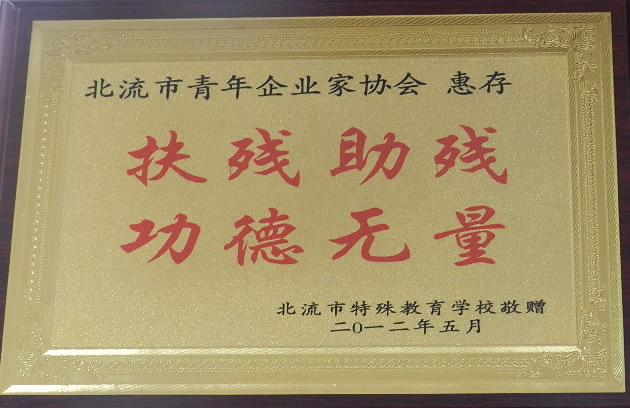 北流市青年企业家协会 惠存
扶残助残
功德无量
北流市特殊教育学校敬赠
二〇一二年五月